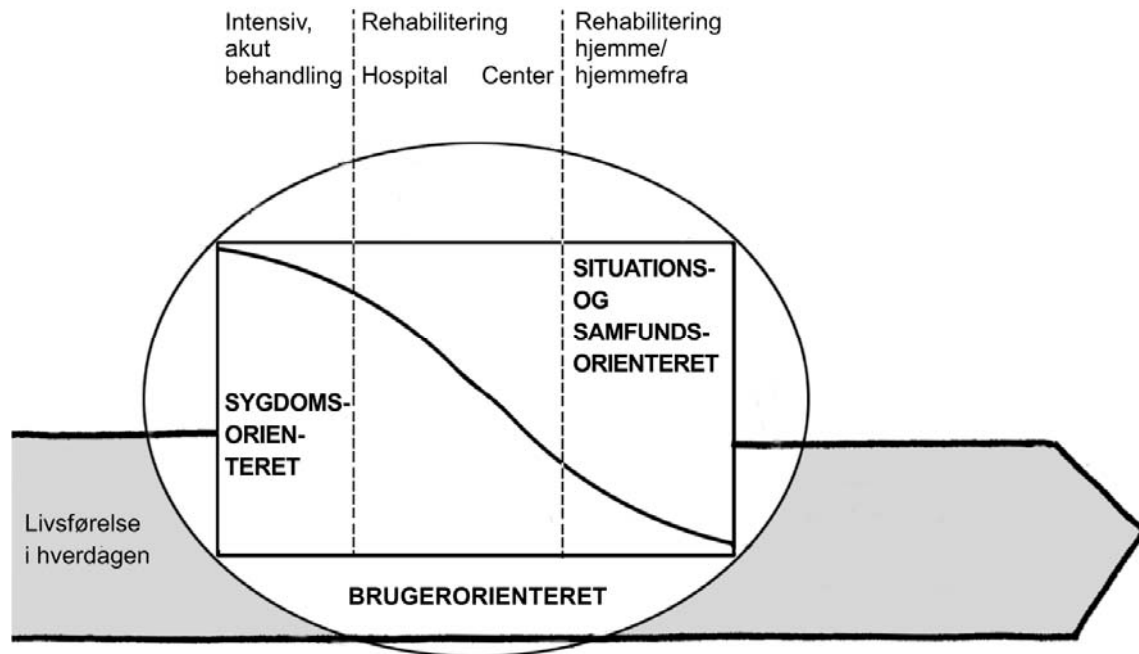 Intensiv,
akut
behandling
Rehabilitering
Hospital Center
Rehabilitering
hjemme/
hjemmefra
SITUATIONS-
OG
SAMFUNDS-
ORIENTERET
SYGDOMS-
ORIEN-
TERET
Livsførelse
i hverdagen
BRUGERORIENTERET